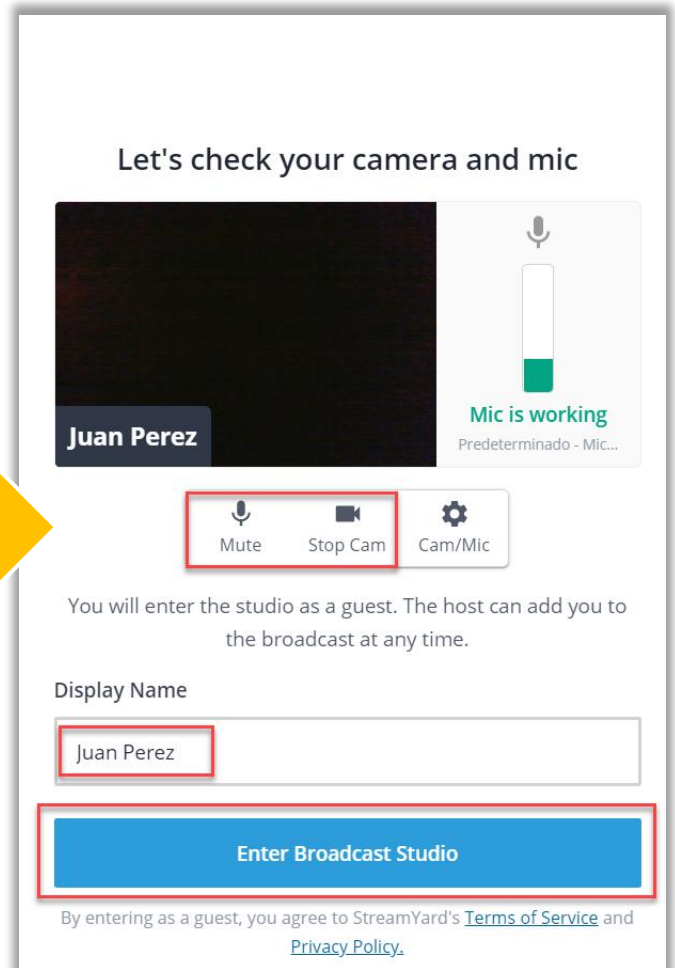 Let's check your camera and mic
Juan Perez
Mic is working
Predeterminado - Mic...
Mute Stop Cam Cam/Mic
You will enter the studio as a guest. The host can add you to
the broadcast at any time.
Display Name
Juan Perez
Enter Broadcast Studio
By entering as a guest, you agree to StreamYard's Terms of Service and
Privacy Policy.